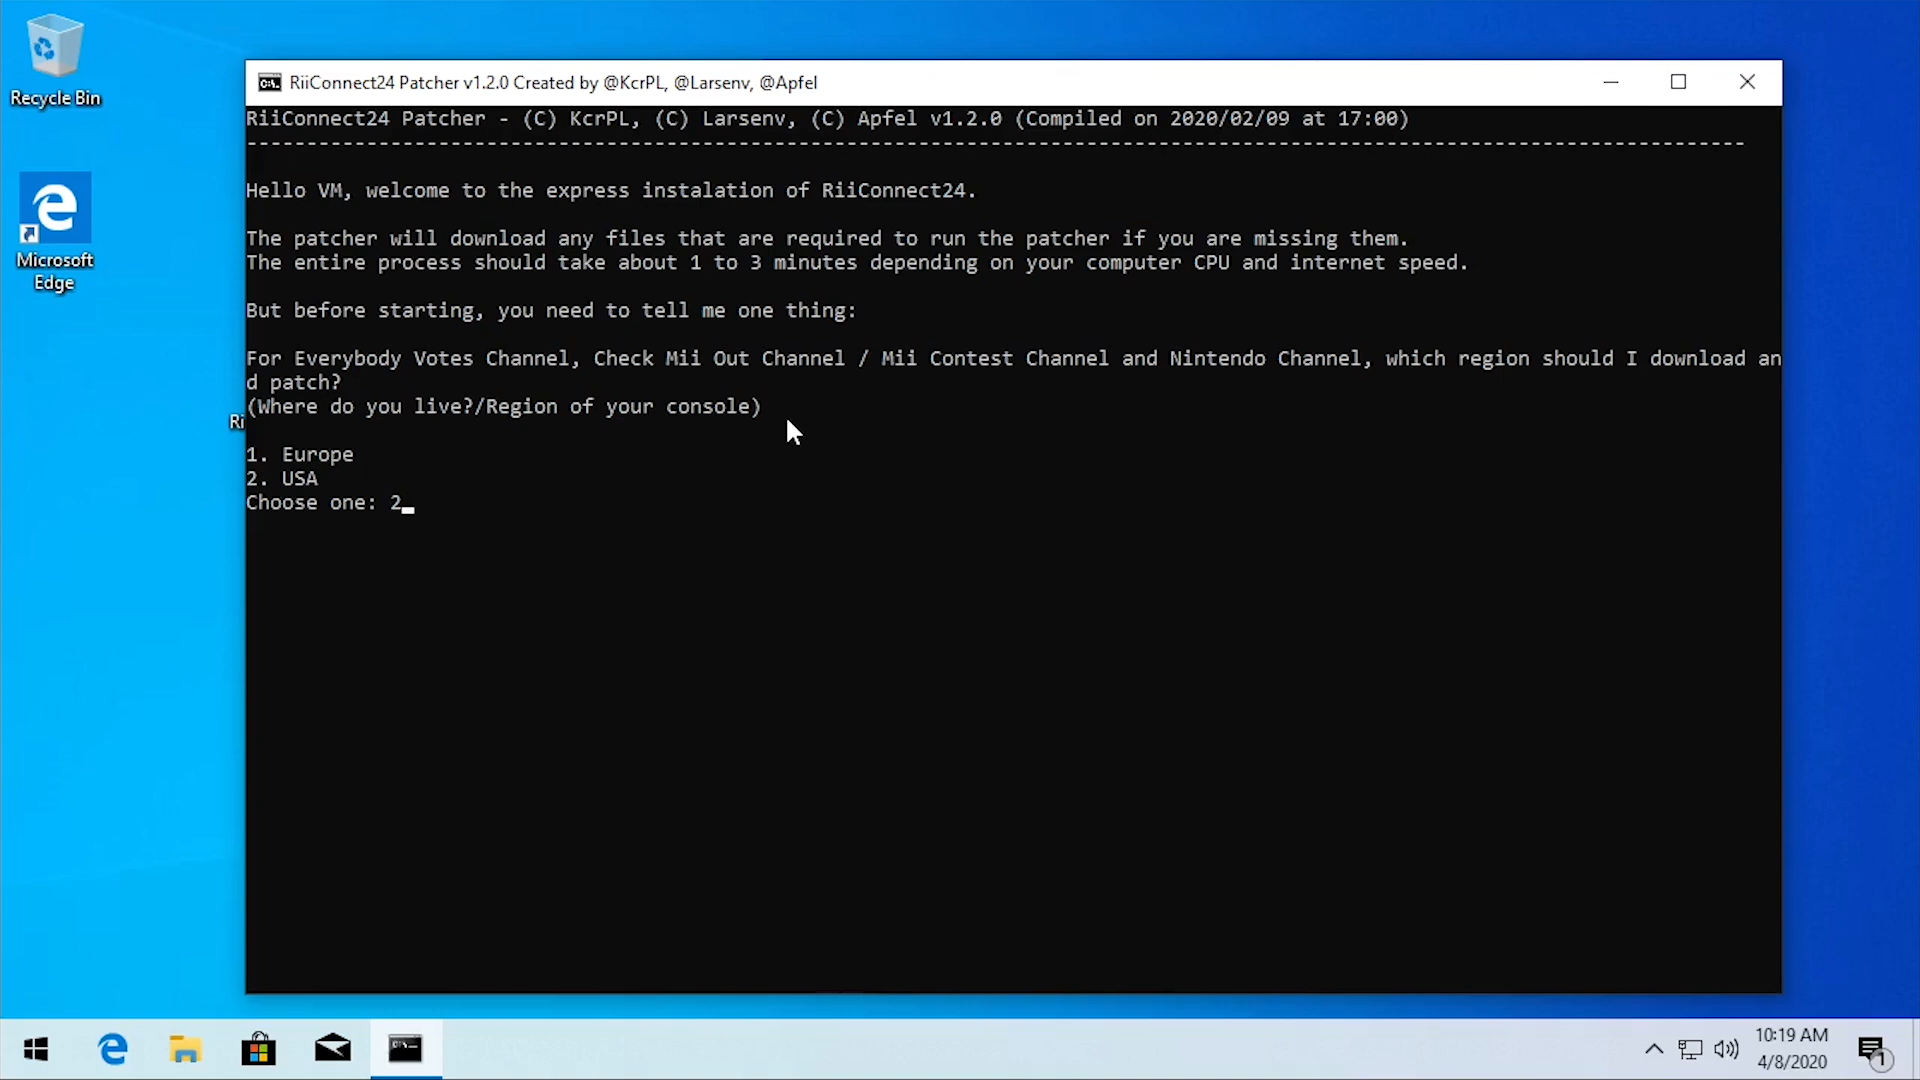 Recycle Bin
Microsoft
Edge
RiiConnect24 Patcher v1.2.0 Created by @KcrPL, @Larsenv, @Apfel
RiiConnect24 Patcher - (C) KcrPL, (C) Larsenv, (C) Apfel v1.2.0 (Compiled on 2020/02/09 at 17:00)
-----------------------------------------------------------------------------------------------------------------------------
Hello VM, welcome to the express instalation of RiiConnect24.
The patcher will download any files that are required to run the patcher if you are missing them.
The entire process should take about 1 to 3 minutes depending on your computer CPU and internet speed.
But before starting, you need to tell me one thing:
For Everybody Votes Channel, Check Mii Out Channel / Mii Contest Channel and Nintendo Channel, which region should I download an
d patch?
(Where do you live?/Region of your console)
Ri
1. Europe
2. USA
Choose one: 2_
10:19 AM
4/8/2020
1